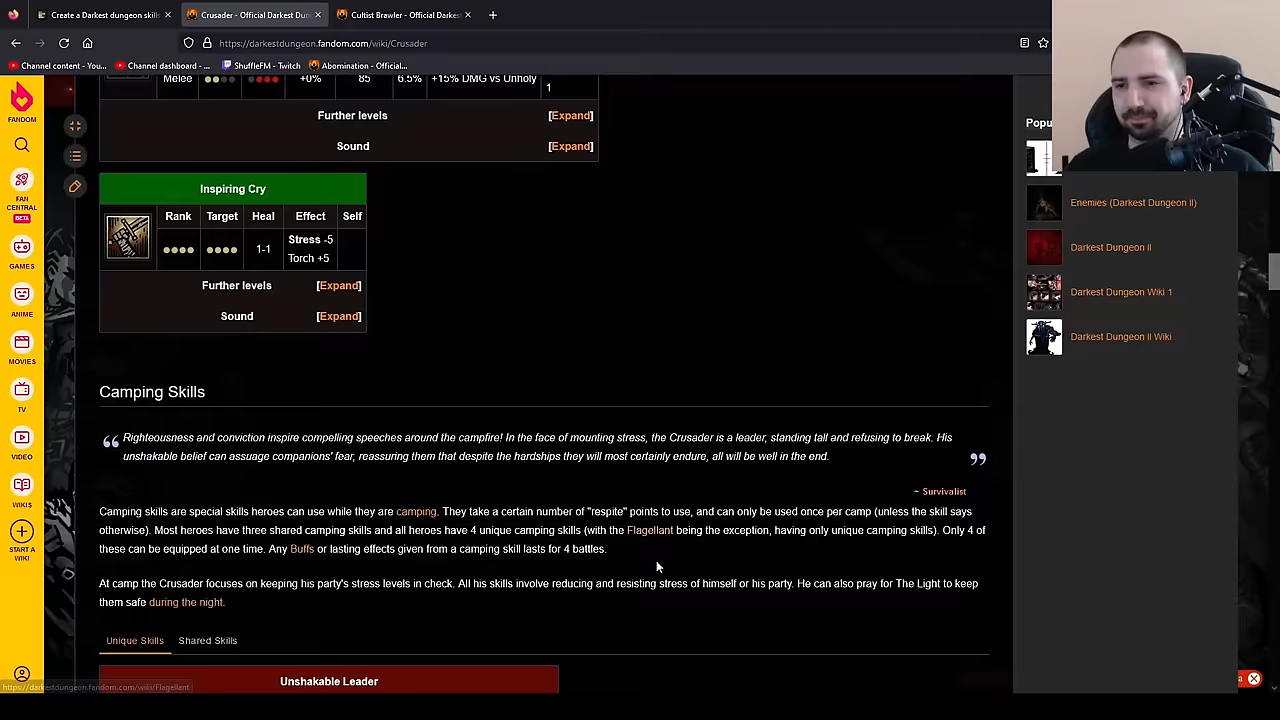 Create a Darkest dungeon skills
Crusader - Official Darkest Dun
Cultist Brawler - Official Darkes
https://darkestdungeon.fandom.com/wiki/Crusader
Channel content - You...
Channel dashboard - ...
ShuffleFM - Twitch
Abomination - Official...
FANDOM
FAN CENTRAL
BETA
GAMES
ANIME
MOVIES
TV
VIDEO
WIKIS
START A WIKI
Melee +0% 85 6.5% +15% DMG vs Unholy 1
Further levels [Expand]
Sound [Expand]
Inspiring Cry
Rank Target Heal Effect Self
1-1 Stress -5
Torch +5
Further levels [Expand]
Sound [Expand]
Camping Skills
“ Righteousness and conviction inspire compelling speeches around the campfire! In the face of mounting stress, the Crusader is a leader, standing tall and refusing to break. His
unshakable belief can assuage companions' fear, reassuring them that despite the hardships they will most certainly endure, all will be well in the end. ”
~ Survivalist
Camping skills are special skills heroes can use while they are camping. They take a certain number of "respite" points to use, and can only be used once per camp (unless the skill says
otherwise). Most heroes have three shared camping skills and all heroes have 4 unique camping skills (with the Flagellant being the exception, having only unique camping skills). Only 4 of
these can be equipped at one time. Any Buffs or lasting effects given from a camping skill lasts for 4 battles.
At camp the Crusader focuses on keeping his party's stress levels in check. All his skills involve reducing and resisting stress of himself or his party. He can also pray for The Light to keep
them safe during the night.
Unique Skills Shared Skills
Unshakable Leader
https://darkestdungeon.fandom.com/wiki/Flagellant
Popu
Enemies (Darkest Dungeon II)
Darkest Dungeon II
Darkest Dungeon Wiki 1
Darkest Dungeon II Wiki
a